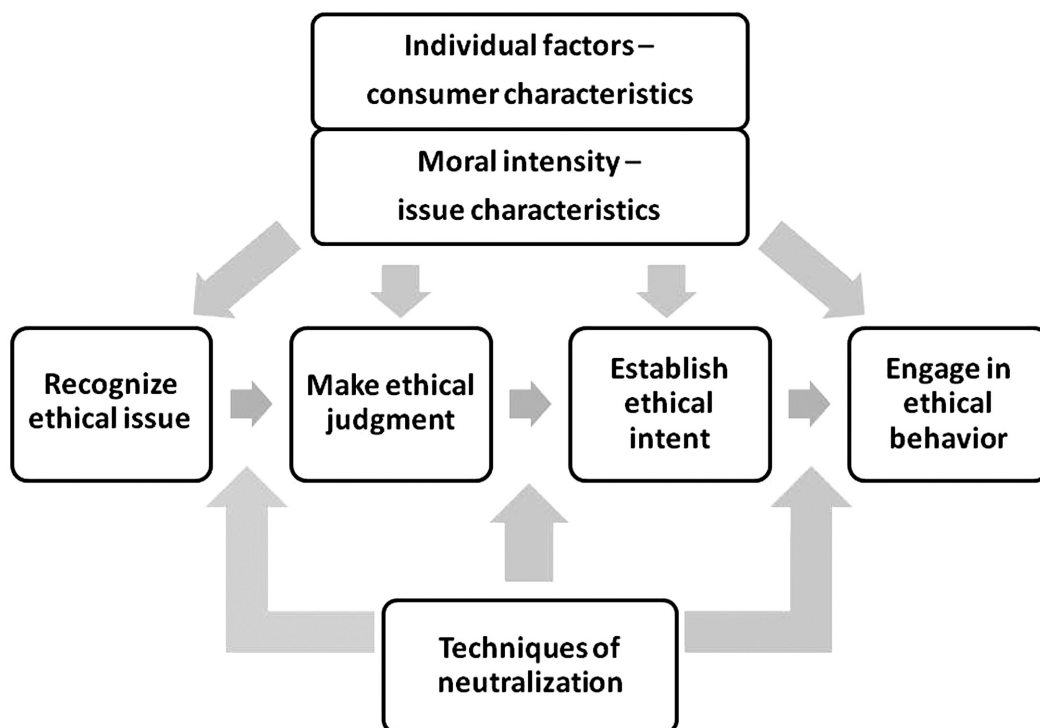 Individual factors –
consumer characteristics
Moral intensity –
issue characteristics
Recognize
ethical issue
Make ethical
judgment
Establish
ethical
intent
Engage in
ethical
behavior
Techniques of
neutralization